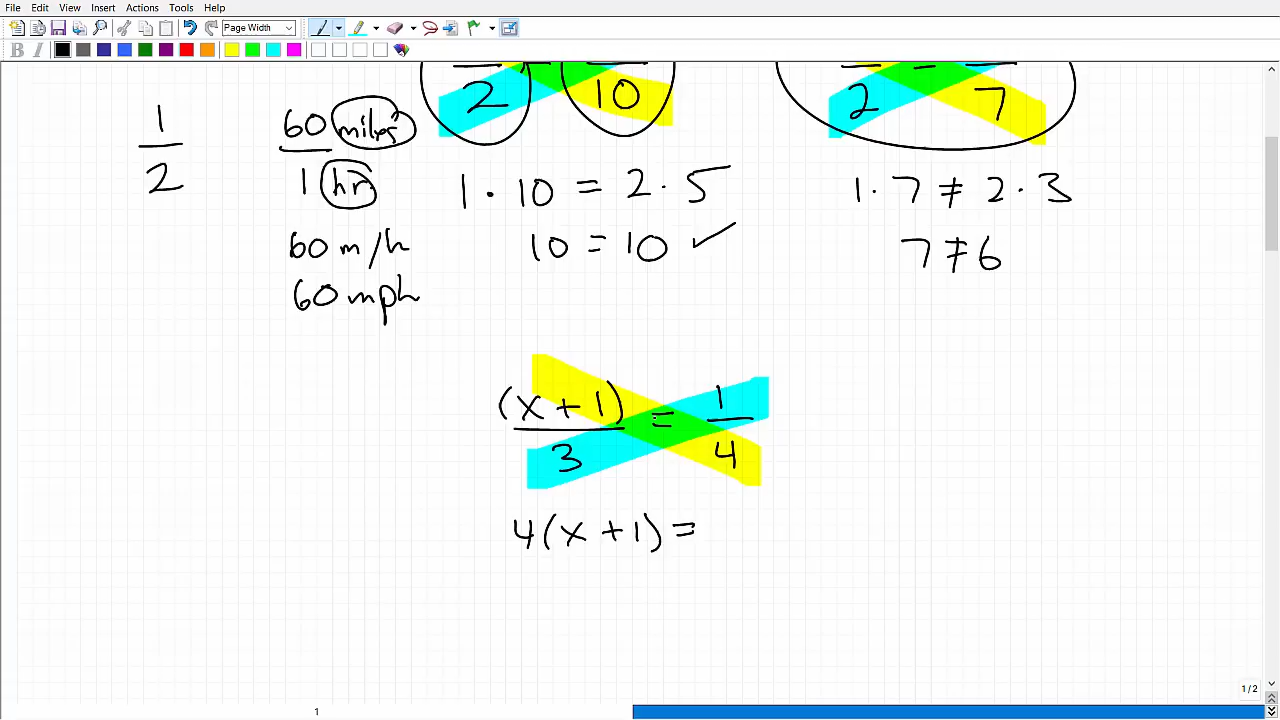 File Edit View Insert Actions Tools Help
Page Width
B I
1/2
60 miles/1 hr
60 m/h
60 mph
2 10
1 · 10 = 2 · 5
10 = 10 ✓
2 = 7
1 · 7 ≠ 2 · 3
7 ≠ 6
(x + 1)/3 = 1/4
4(x + 1) =
1/2
1